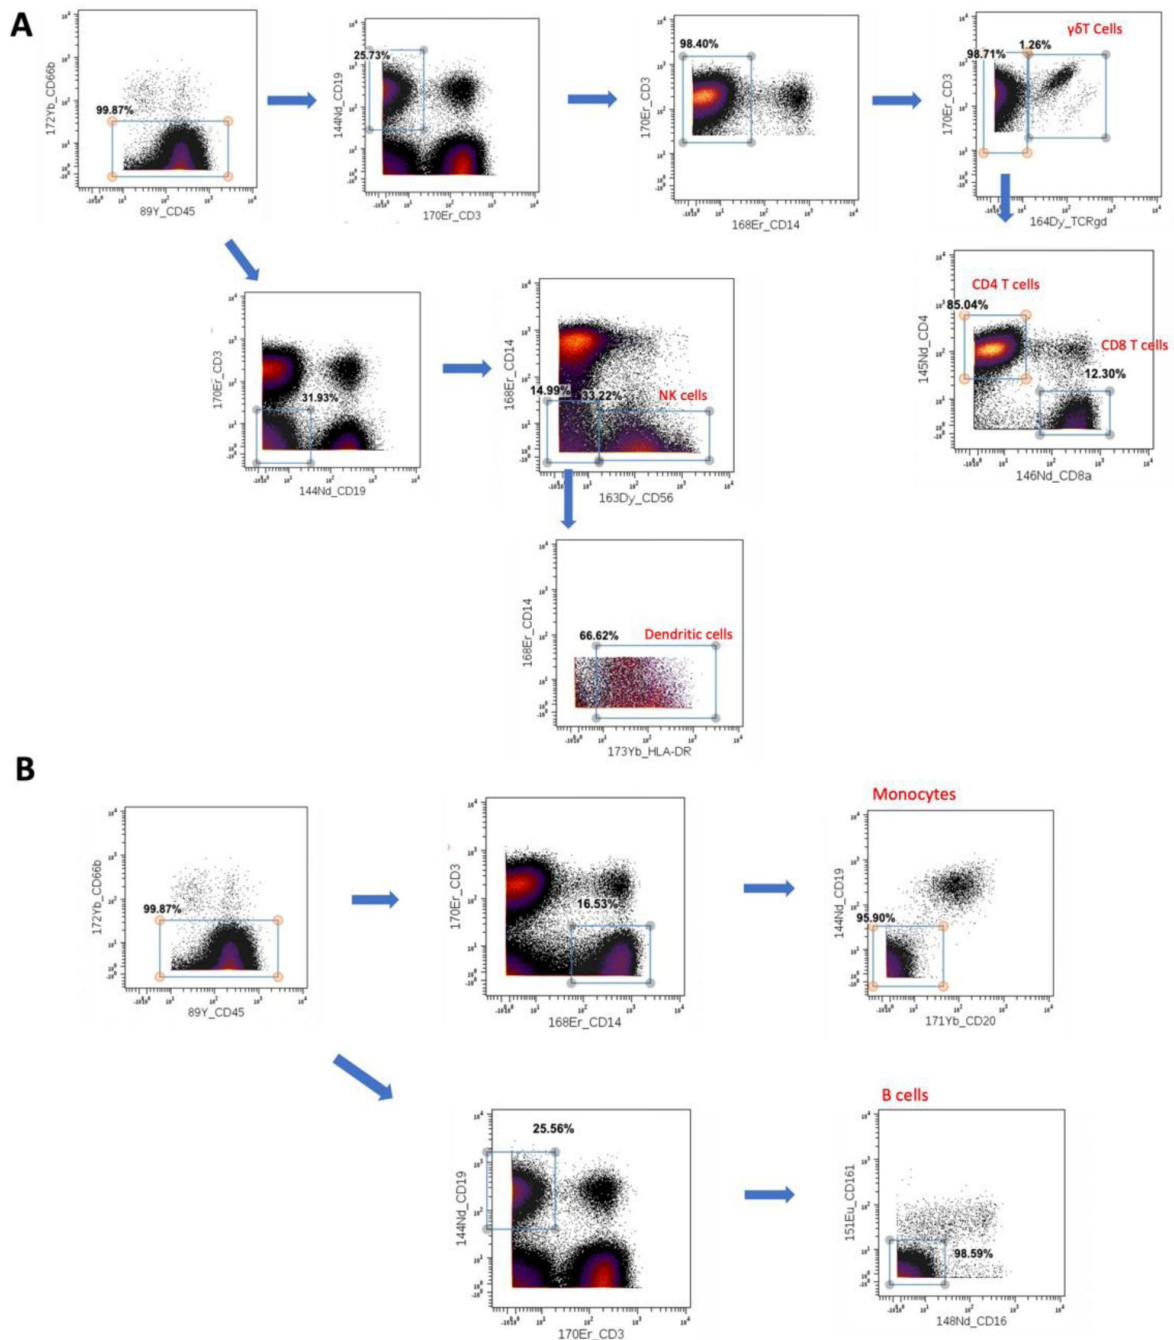 A
172Yb_CD66b
99.87%
89Y_CD45
144Nd_CD19
25.73%
170Er_CD3
170Er_CD3
98.40%
168Er_CD14
γδT Cells
170Er_CD3
98.71%
1.26%
164Dy_TCRgd
170Er_CD3
31.93%
144Nd_CD19
168Er_CD14
14.99%
33.22%
NK cells
163Dy_CD56
CD4 T cells
85.04%
145Nd_CD4
CD8 T cells
12.30%
146Nd_CD8a
168Er_CD14
66.62%
Dendritic cells
173Yb_HLA-DR
B
172Yb_CD66b
99.87%
89Y_CD45
170Er_CD3
16.53%
168Er_CD14
Monocytes
144Nd_CD19
95.90%
171Yb_CD20
144Nd_CD19
25.56%
170Er_CD3
B cells
151Eu_CD161
98.59%
148Nd_CD16